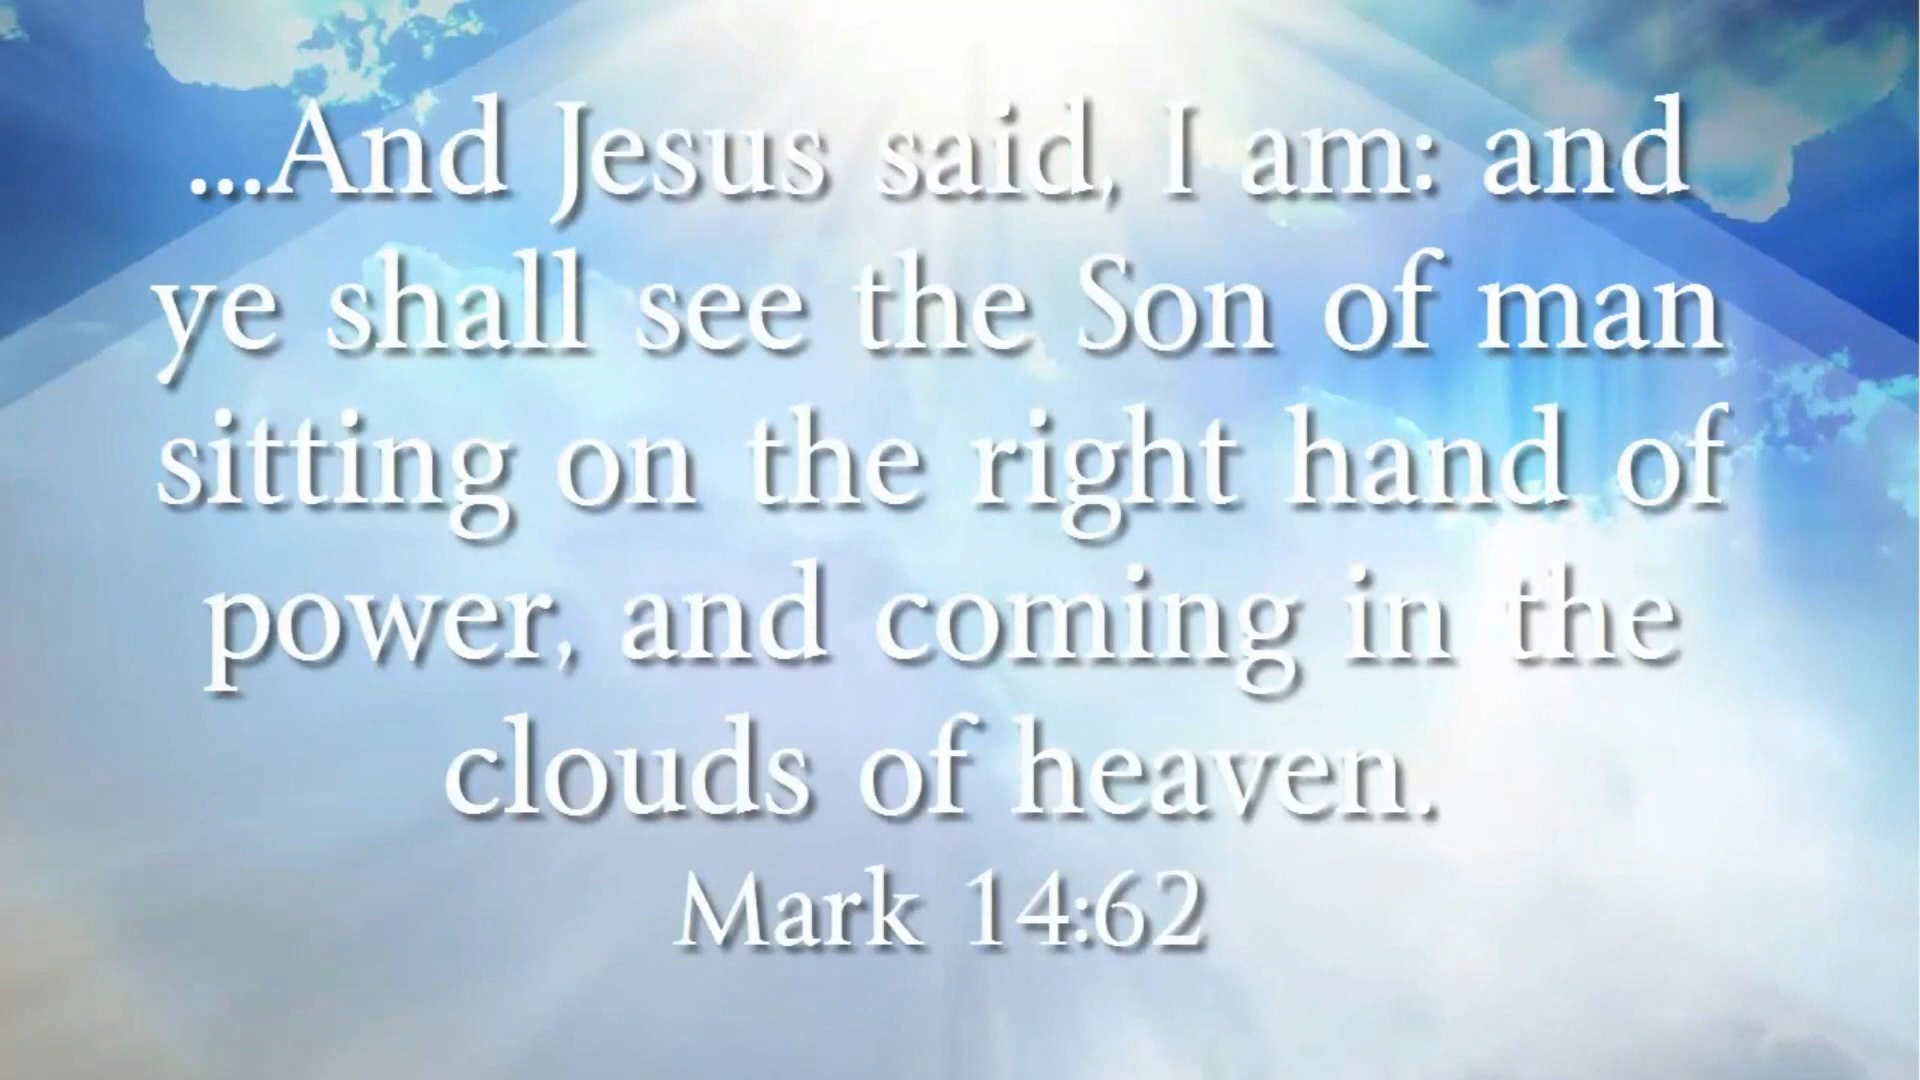 ...And Jesus said, I am: and
ye shall see the Son of man
sitting on the right hand of
power, and coming in the
clouds of heaven.
Mark 14:62